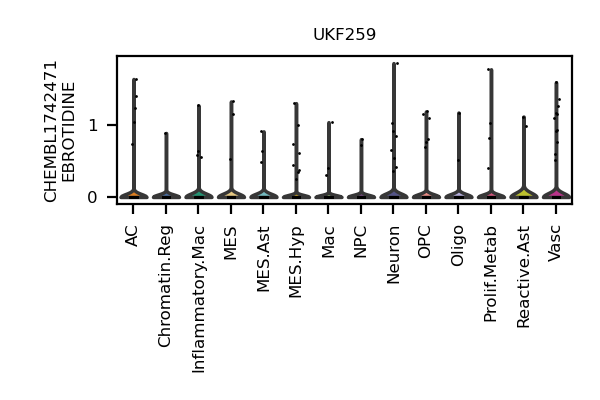 UKF259
CHEMBL1742471
EBROTIDINE
1
0
AC
Chromatin.Reg
Inflammatory.Mac
MES
MES.Ast
MES.Hyp
Mac
NPC
Neuron
OPC
Oligo
Prolif.Metab
Reactive.Ast
Vasc